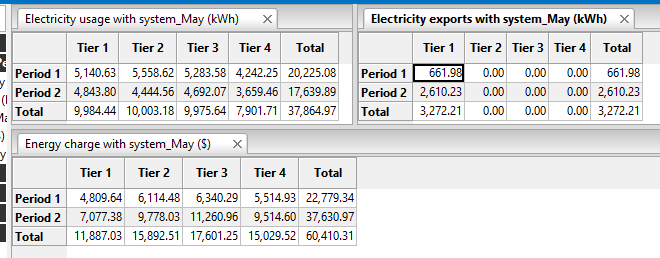 Electricity usage with system_May (kWh)
Tier 1 Tier 2 Tier 3 Tier 4 Total
Period 1 5,140.63 5,558.62 5,283.58 4,242.25 20,225.08
Period 2 4,843.80 4,444.56 4,692.07 3,659.46 17,639.89
Total 9,984.44 10,003.18 9,975.64 7,901.71 37,864.97
Electricity exports with system_May (kWh)
Tier 1 Tier 2 Tier 3 Tier 4 Total
Period 1 661.98 0.00 0.00 0.00 661.98
Period 2 2,610.23 0.00 0.00 0.00 2,610.23
Total 3,272.21 0.00 0.00 0.00 3,272.21
Energy charge with system_May ($)
Tier 1 Tier 2 Tier 3 Tier 4 Total
Period 1 4,809.64 6,114.48 6,340.29 5,514.93 22,779.34
Period 2 7,077.38 9,778.03 11,260.96 9,514.60 37,630.97
Total 11,887.03 15,892.51 17,601.25 15,029.52 60,410.31